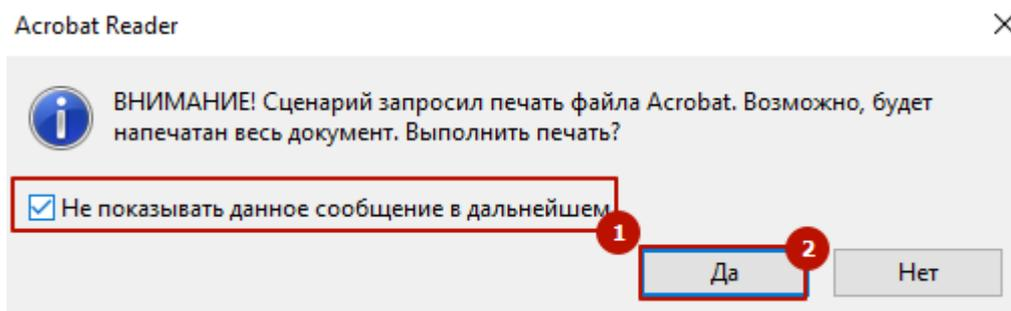 Acrobat Reader
ВНИМАНИЕ! Сценарий запросил печать файла Acrobat. Возможно, будет
напечатан весь документ. Выполнить печать?
Не показывать данное сообщение в дальнейшем
1
2
Да
Нет